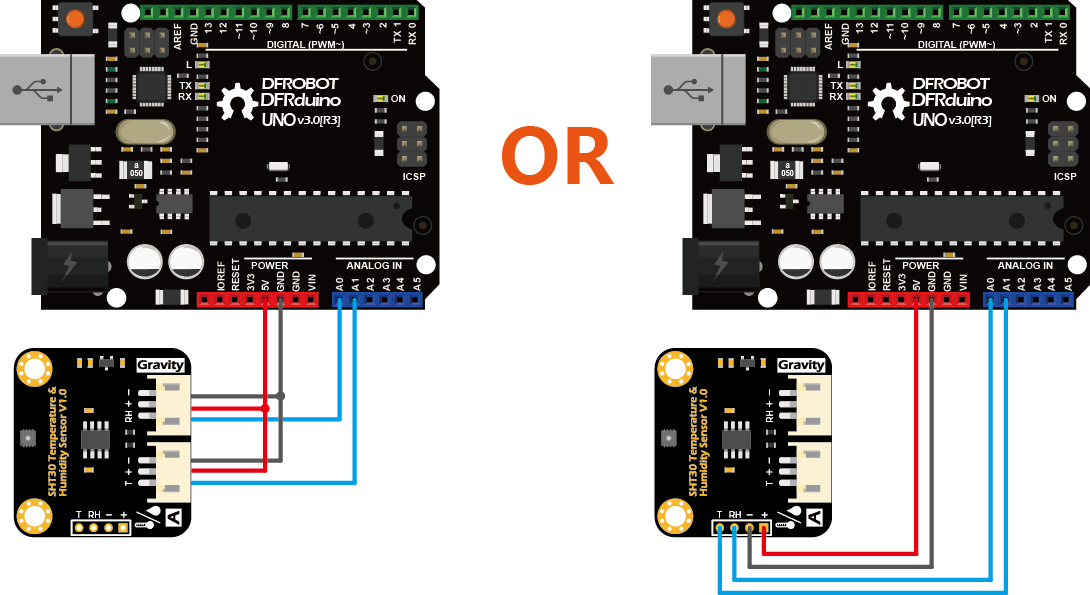 AREF
GND
13
12
~11
~10
~9
8
7
~6
~5
4
~3
2
TX 1
RX 0
DIGITAL (PWM~)
L
TX
RX
ON
DFROBOT
DFRduino
UNO v3.0[R3]
ICSP
a
050
POWER
ANALOG IN
IOREF
RESET
3V3
5V
GND
GND
VIN
A0
A1
A2
A3
A4
A5
Gravity
SHT30 Temperature &
Humidity Sensor V1.0
RH + −
T + −
T RH − +
A
OR
AREF
GND
13
12
~11
~10
~9
8
7
~6
~5
4
~3
2
TX 1
RX 0
DIGITAL (PWM~)
L
TX
RX
ON
DFROBOT
DFRduino
UNO v3.0[R3]
ICSP
a
050
POWER
ANALOG IN
IOREF
RESET
3V3
5V
GND
GND
VIN
A0
A1
A2
A3
A4
A5
Gravity
SHT30 Temperature &
Humidity Sensor V1.0
RH + −
T + −
T RH − +
A